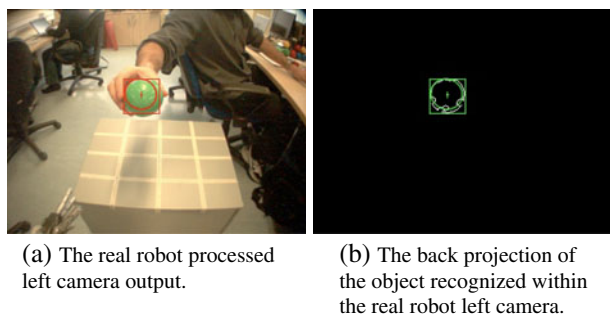 (a) The real robot processed
left camera output.
(b) The back projection of
the object recognized within
the real robot left camera.